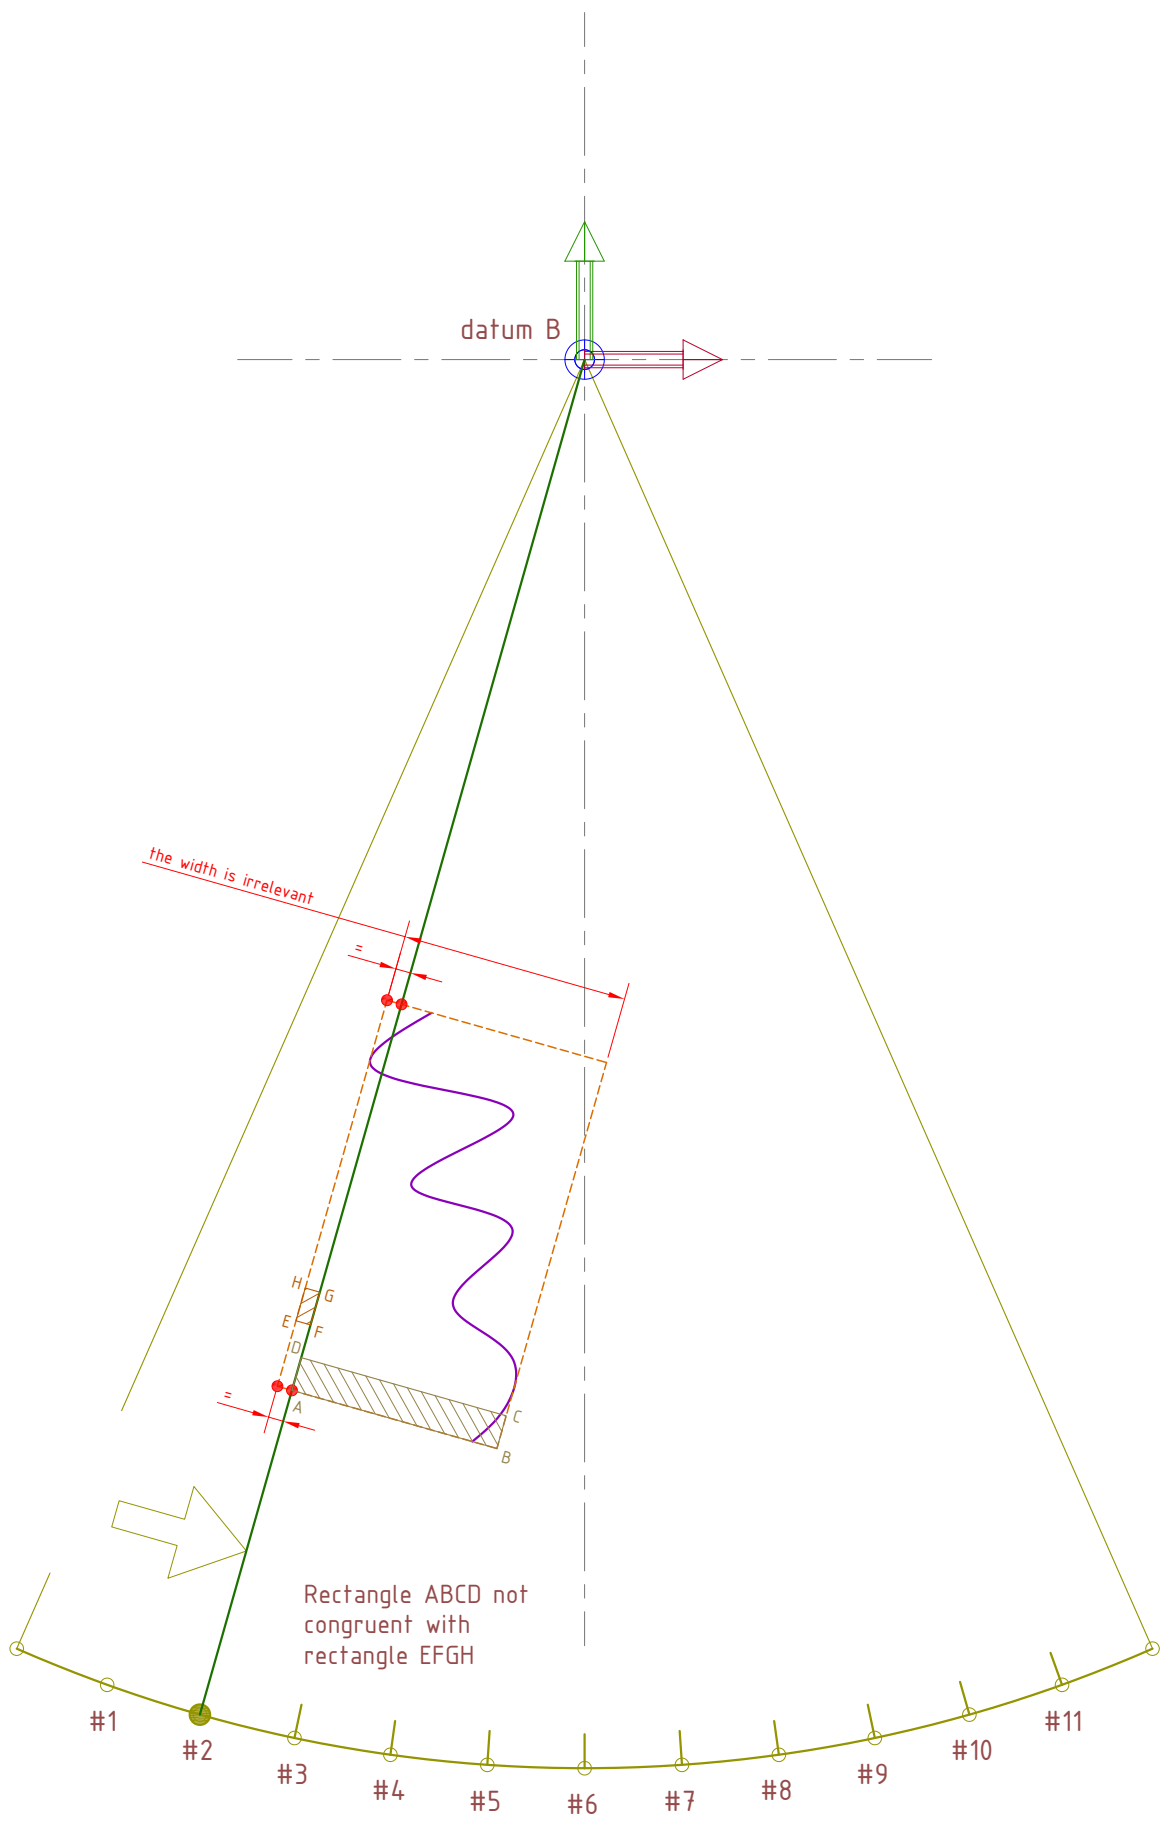 datum B
the width is irrelevant
=
H
G
E
F
D
=
A
C
B
Rectangle ABCD not
congruent with
rectangle EFGH
#1
#2
#3
#4
#5
#6
#7
#8
#9
#10
#11